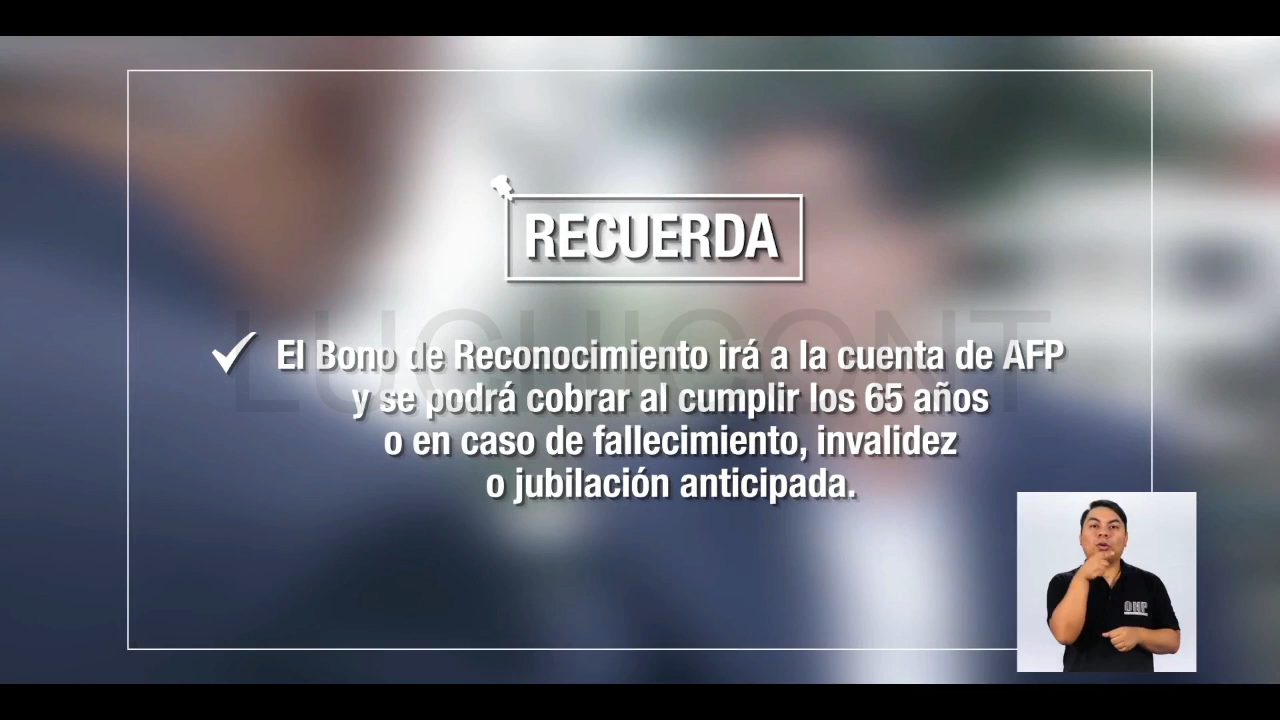 RECUERDA
LUCHICONT
El Bono de Reconocimiento irá a la cuenta de AFP
y se podrá cobrar al cumplir los 65 años
o en caso de fallecimiento, invalidez
o jubilación anticipada.
ONP